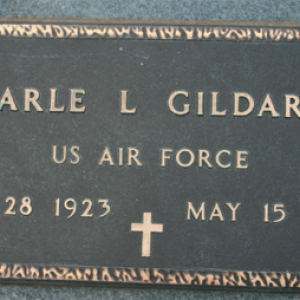 ARLE L GILDAR
US AIR FORCE
28 1923 MAY 15